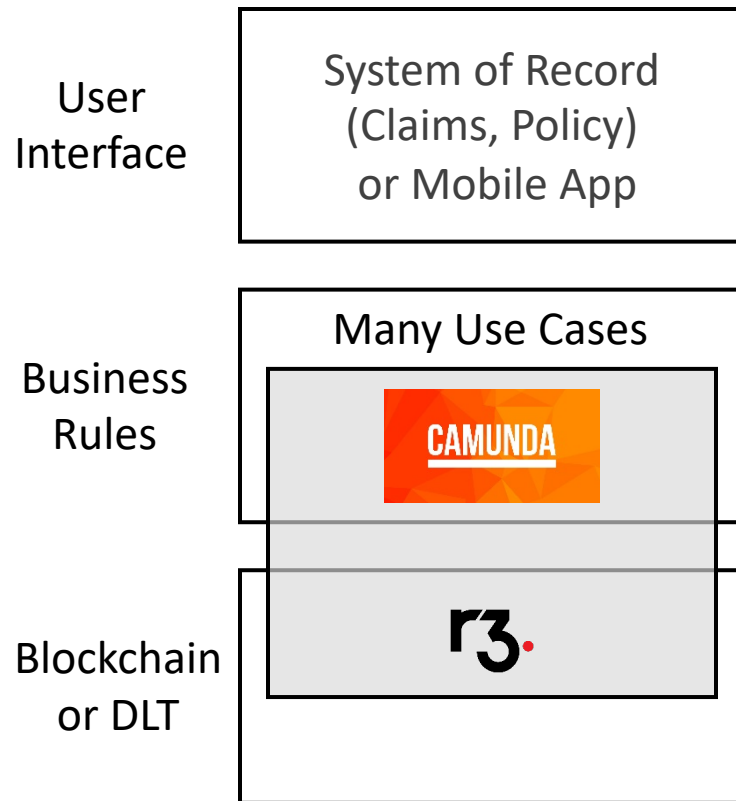 User
Interface
System of Record
(Claims, Policy)
or Mobile App
Business
Rules
Many Use Cases
CAMUNDA
Blockchain
or DLT
r3.